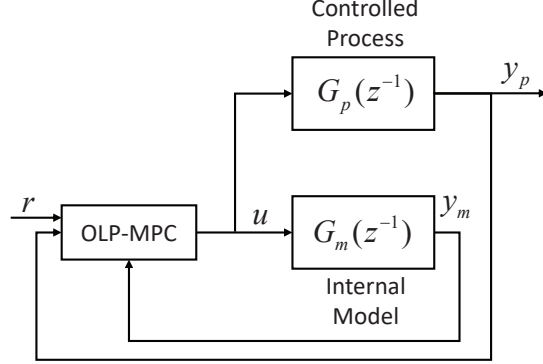 Controlled
Process
G_p(z^{-1})
y_p
r
OLP-MPC
u
G_m(z^{-1})
y_m
Internal
Model